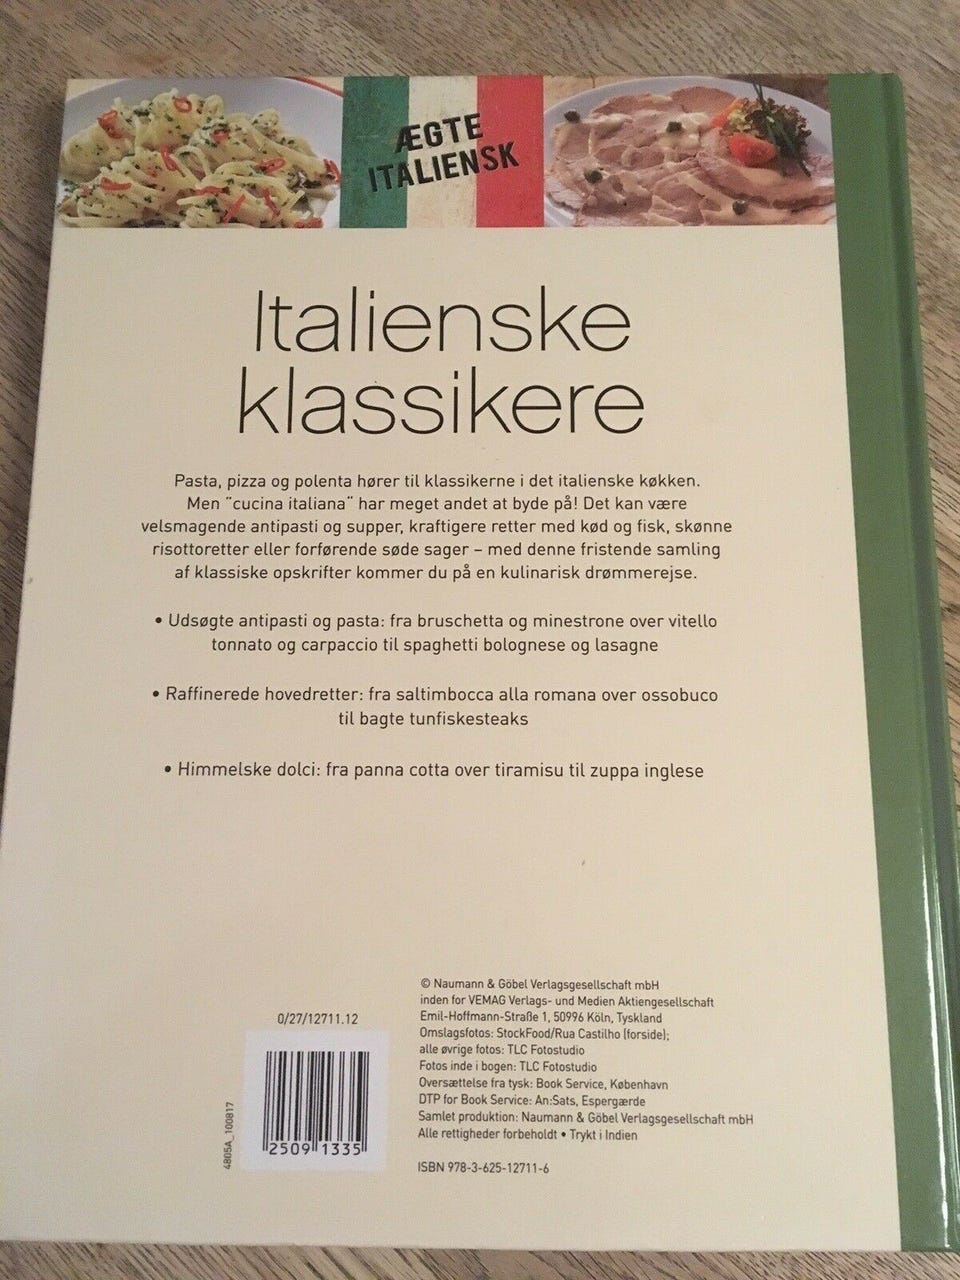 ÆGTE
ITALIENSK
Italienske
klassikere
Pasta, pizza og polenta hører til klassikerne i det italienske køkken.
Men "cucina italiana" har meget andet at byde på! Det kan være
velsmagende antipasti og supper, kraftigere retter med kød og fisk, skønne
risottoretter eller forførende søde sager – med denne fristende samling
af klassiske opskrifter kommer du på en kulinarisk drømmerejse.
• Udsøgte antipasti og pasta: fra bruschetta og minestrone over vitello
tonnato og carpaccio til spaghetti bolognese og lasagne
• Raffinerede hovedretter: fra saltimbocca alla romana over ossobuco
til bagte tunfiskesteaks
• Himmelske dolci: fra panna cotta over tiramisu til zuppa inglese
© Naumann & Göbel Verlagsgesellschaft mbH
inden for VEMAG Verlags- und Medien Aktiengesellschaft
Emil-Hoffmann-Straße 1, 50996 Köln, Tyskland
Omslagsfotos: StockFood/Rua Castilho (forside);
alle øvrige fotos: TLC Fotostudio
Fotos inde i bogen: TLC Fotostudio
Oversættelse fra tysk: Book Service, København
DTP for Book Service: An:Sats, Espergærde
Samlet produktion: Naumann & Göbel Verlagsgesellschaft mbH
Alle rettigheder forbeholdt • Trykt i Indien
ISBN 978-3-625-12711-6
0/27/12711.12
2509 1335
4805A_100817